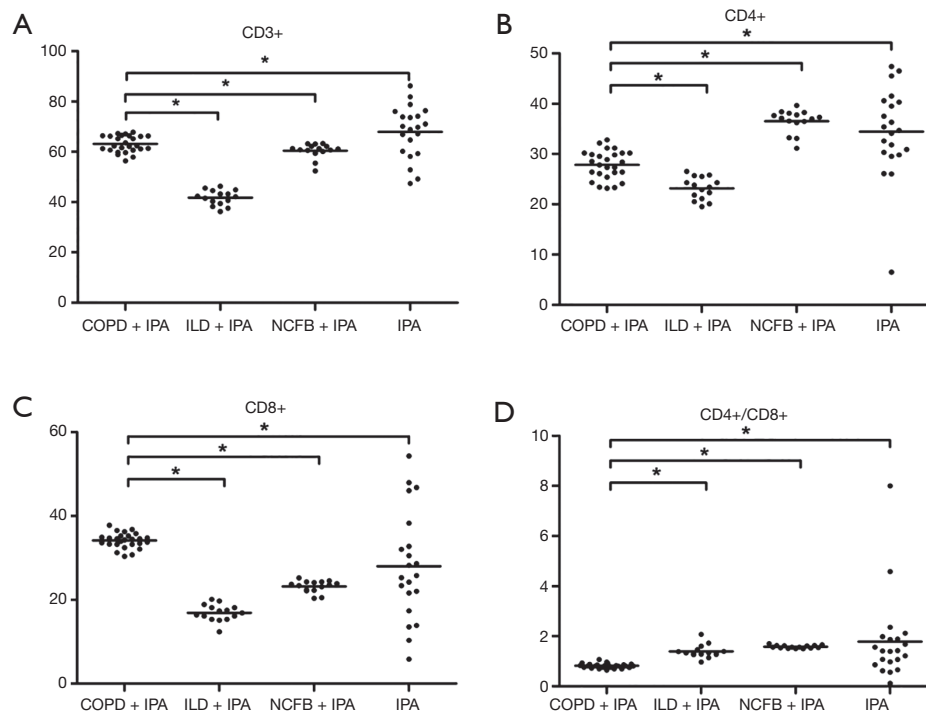 A
CD3+
100
80
60
40
20
0
*
*
*
COPD + IPA ILD + IPA NCFB + IPA IPA
B
CD4+
50
40
30
20
10
0
*
*
*
COPD + IPA ILD + IPA NCFB + IPA IPA
C
CD8+
60
40
20
0
*
*
*
COPD + IPA ILD + IPA NCFB + IPA IPA
D
CD4+/CD8+
10
8
6
4
2
0
*
*
*
COPD + IPA ILD + IPA NCFB + IPA IPA